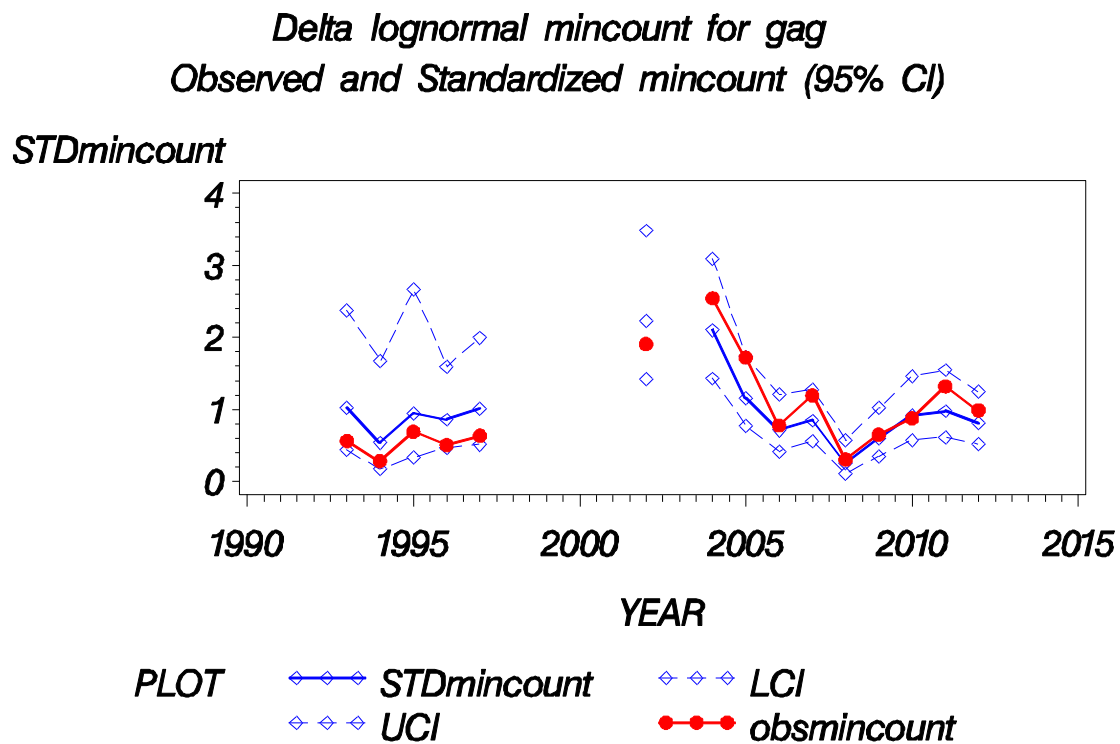 Delta lognormal mincount for gag
Observed and Standardized mincount (95% CI)
STDmincount
4
3
2
1
0
1990 1995 2000 2005 2010 2015
YEAR
PLOT STDmincount LCI
UCI obsmincount